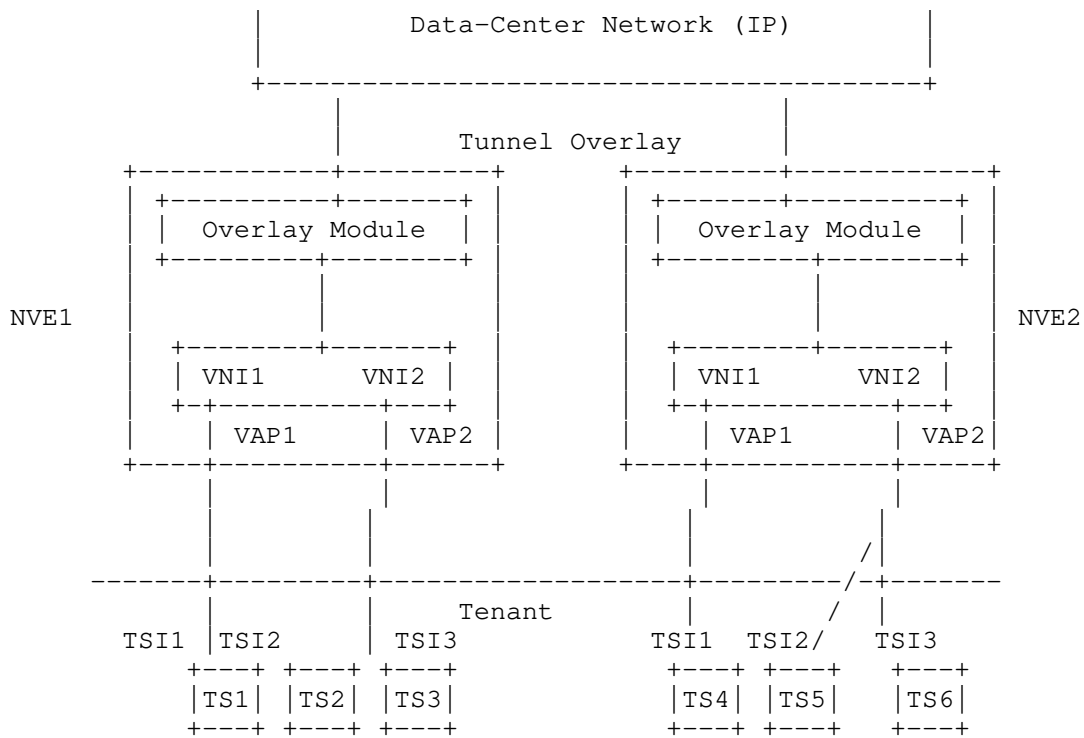 Data-Center Network (IP)
Tunnel Overlay
Overlay Module Overlay Module
NVE1 NVE2
VNI1 VNI2 VNI1 VNI2
VAP1 VAP2 VAP1 VAP2
Tenant
TSI1 TSI2 TSI3 TSI1 TSI2 TSI3
TS1 TS2 TS3 TS4 TS5 TS6